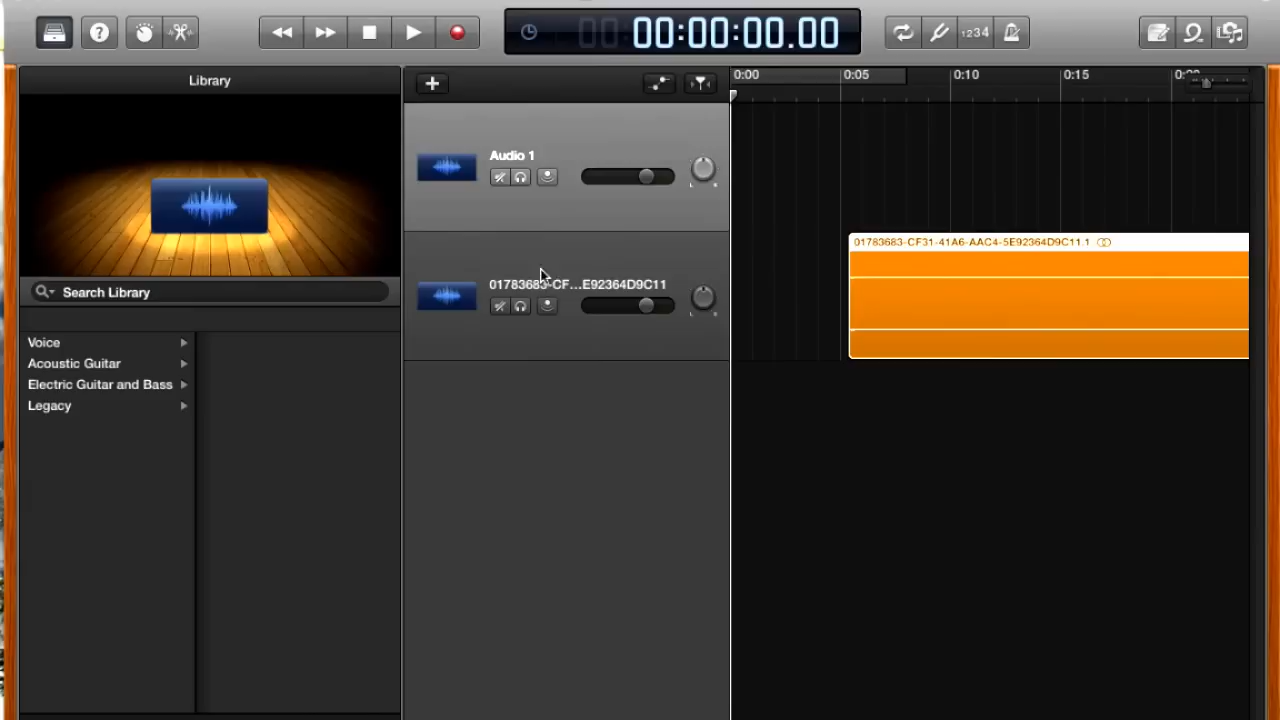 00:00:00.00
1234
Library
0:00 0:05 0:10 0:15
Audio 1
01783683-CF31-41A6-AAC4-5E92364D9C11.1
01783683-CF...E92364D9C11
Search Library
Voice
Acoustic Guitar
Electric Guitar and Bass
Legacy